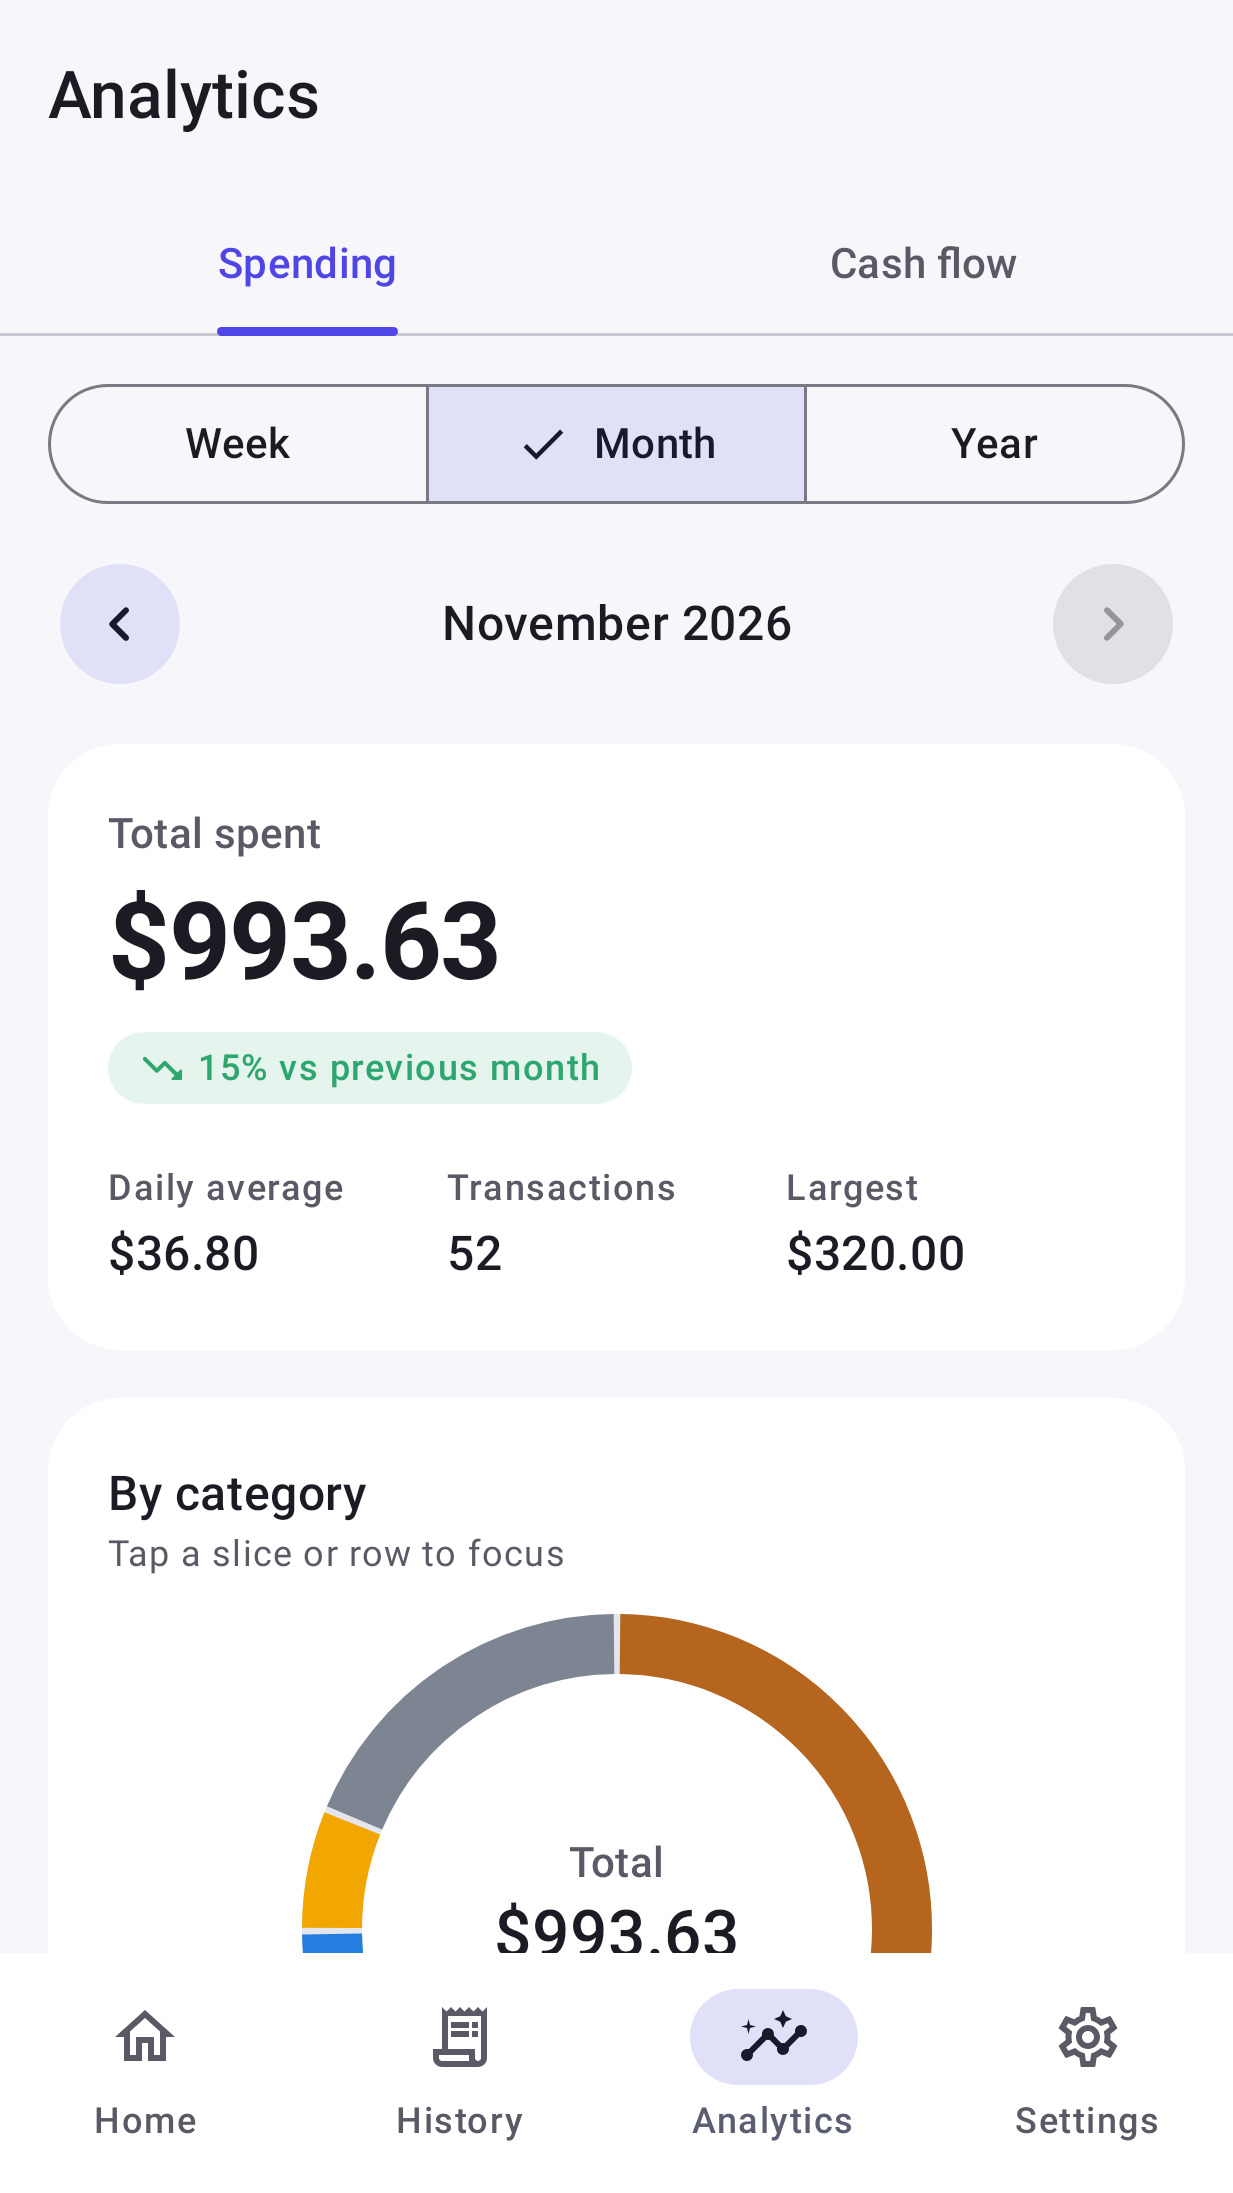 Analytics
Spending
Cash flow
Week
Month
Year
November 2026
Total spent
$993.63
15% vs previous month
Daily average
Transactions
Largest
$36.80
52
$320.00
By category
Tap a slice or row to focus
Total
$993.63
Home
History
Analytics
Settings